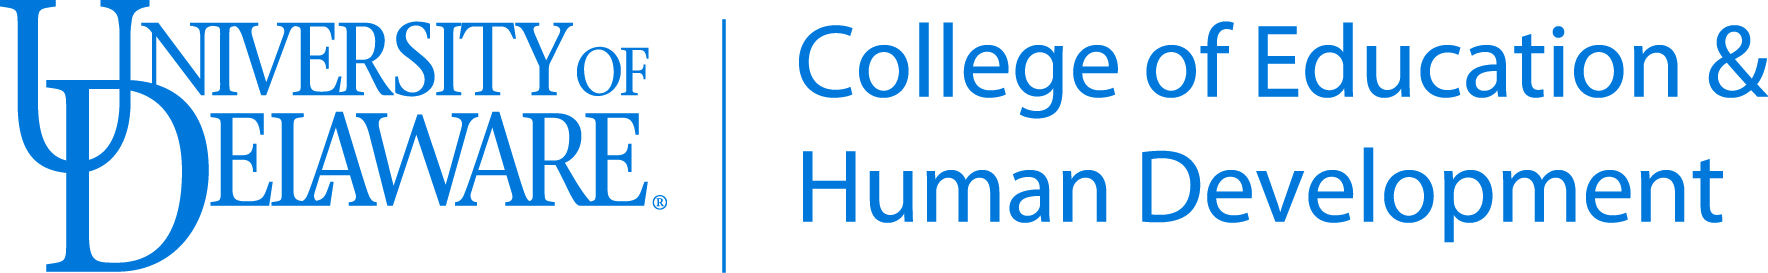 UNIVERSITY OF
DELAWARE®
College of Education &
Human Development